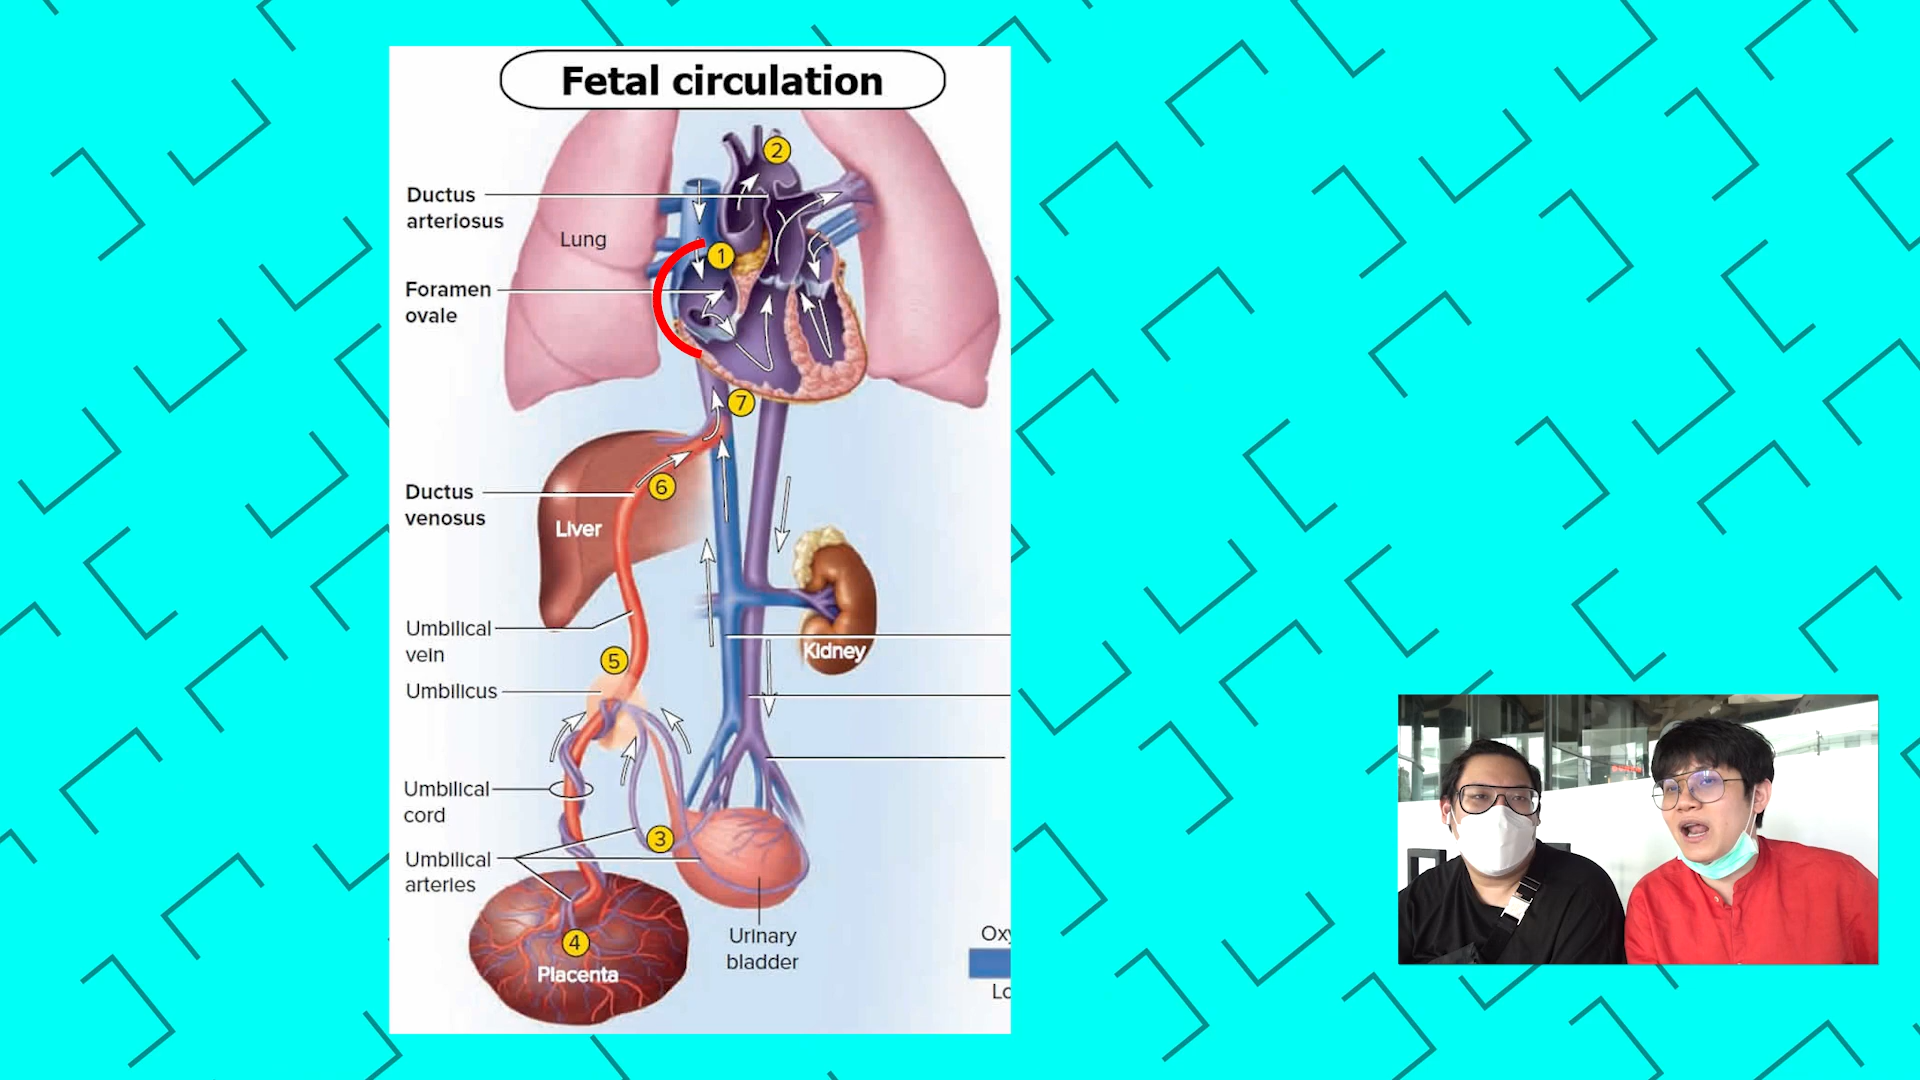 Fetal circulation
2
Ductus
arteriosus
Lung
1
Foramen
ovale
7
6
Ductus
venosus
Liver
Umbilical
vein
Kidney
5
Umbilicus
Umbilical
cord
3
Umbilical
arteries
4
Placenta
Urinary
bladder
Oxy
Lo